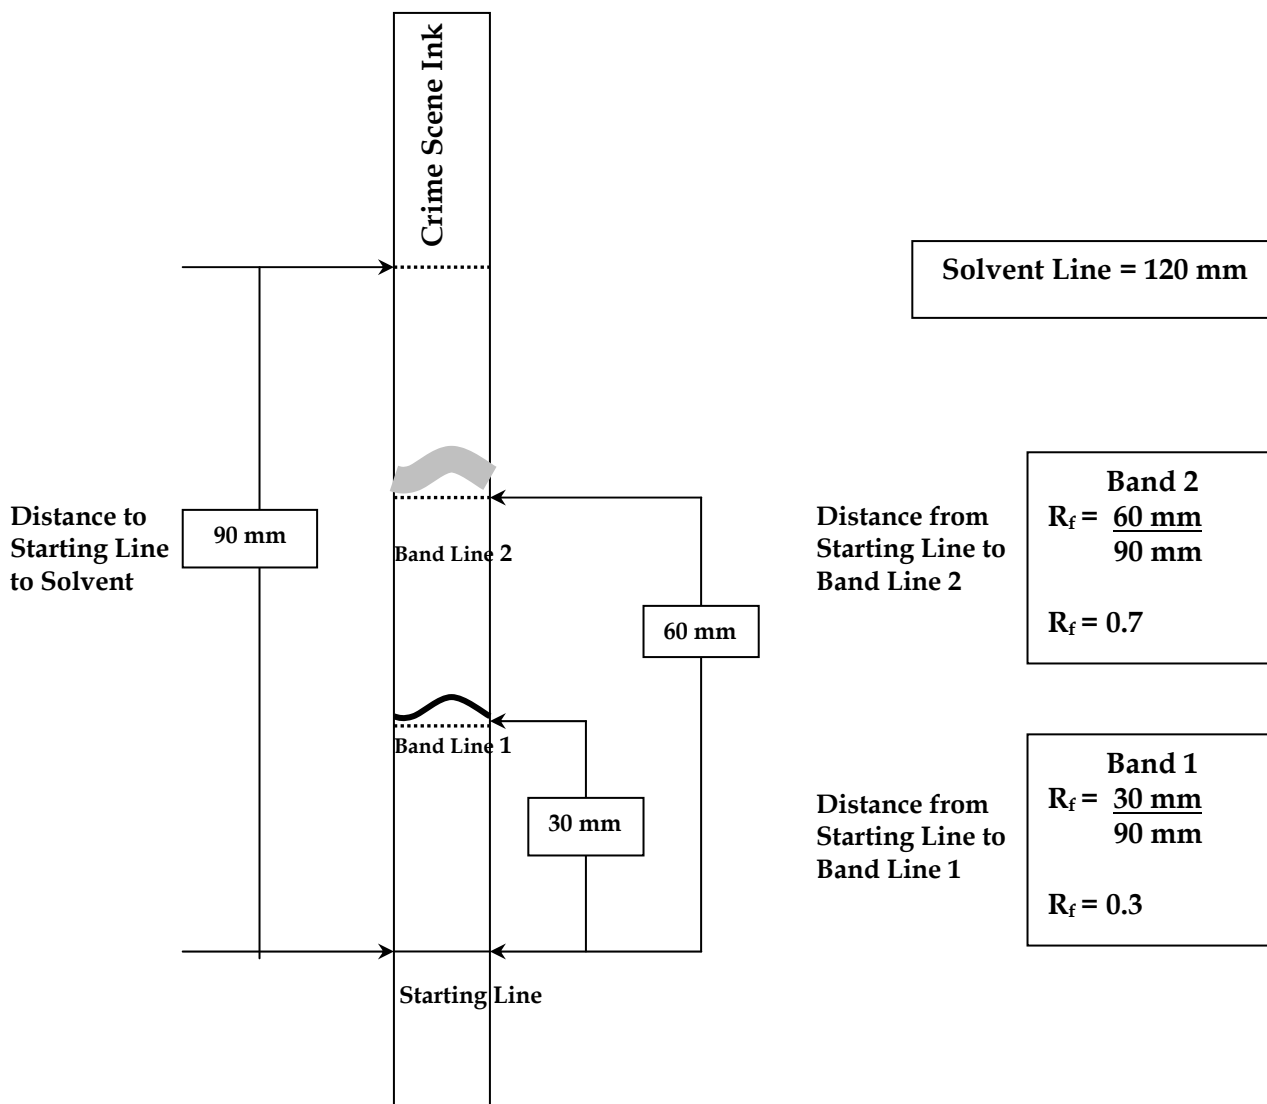 Crime Scene Ink
Solvent Line = 120 mm
Distance to
Starting Line
to Solvent
90 mm
Band Line 2
60 mm
Distance from
Starting Line to
Band Line 2
Band 2
Rf = 60 mm
90 mm
Rf = 0.7
Band Line 1
30 mm
Distance from
Starting Line to
Band Line 1
Band 1
Rf = 30 mm
90 mm
Rf = 0.3
Starting Line